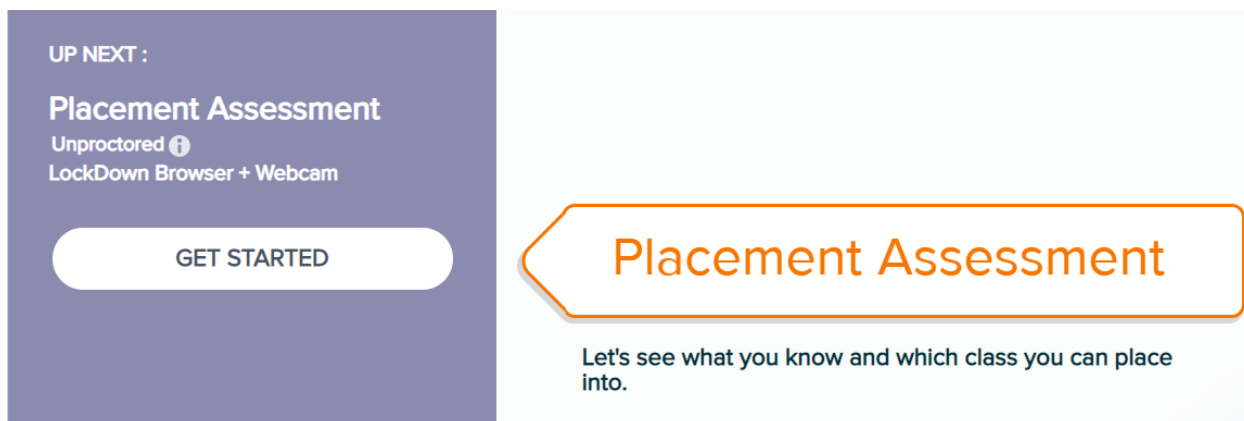 UP NEXT :
Placement Assessment
Unproctored
LockDown Browser + Webcam
GET STARTED
Placement Assessment
Let's see what you know and which class you can place
into.